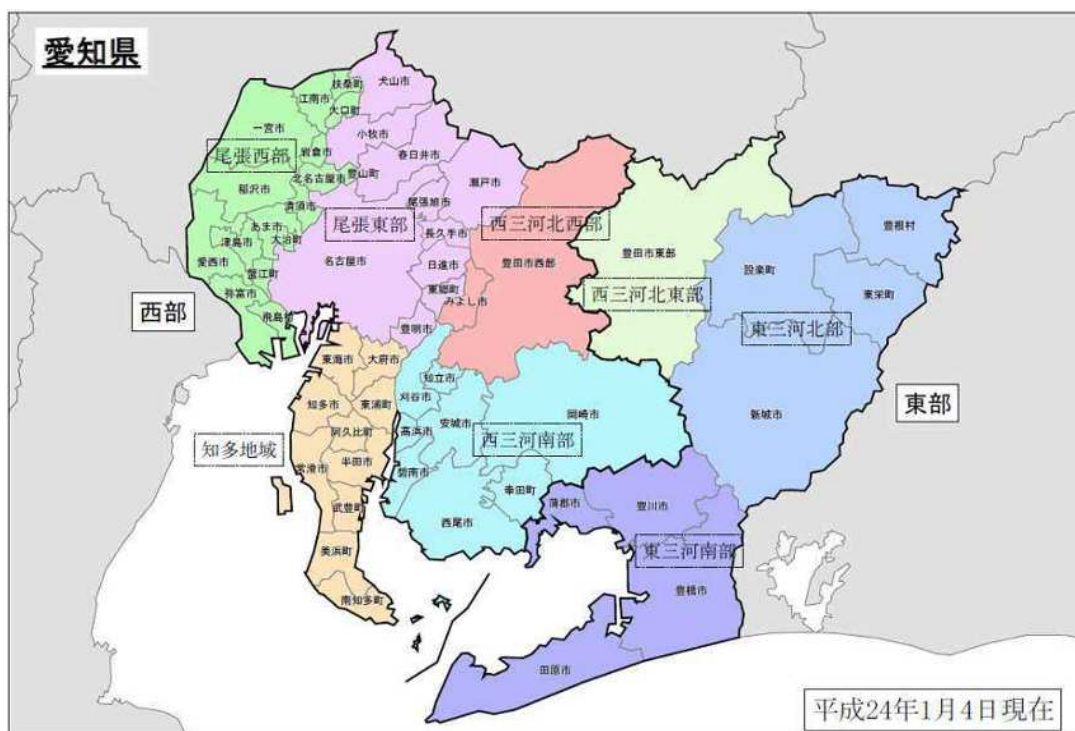 愛知県
扶桑町
犬山市
江南市
大口町
一宮市
小牧市
岩倉市
尾張西部
春日井市
豊山町
瀬戸市
北名古屋市
稲沢市
清須市
尾張旭市
尾張東部
西三河北西部
あま市
長久手市
津島市
大治町
名古屋市
日進市
豊田市西部
豊田市東部
設楽町
豊根村
愛西市
蟹江町
東郷町
みよし市
西三河北東部
東栄町
弥富市
西部
飛島村
豊明市
東三河北部
東海市
大府市
知立市
知多市
東浦町
刈谷市
岡崎市
新城市
東部
高浜市
安城市
西三河南部
阿久比町
知多地域
常滑市
半田市
碧南市
幸田町
武豊町
西尾市
蒲郡市
豊川市
美浜町
東三河南部
南知多町
豊橋市
田原市
平成24年1月4日現在